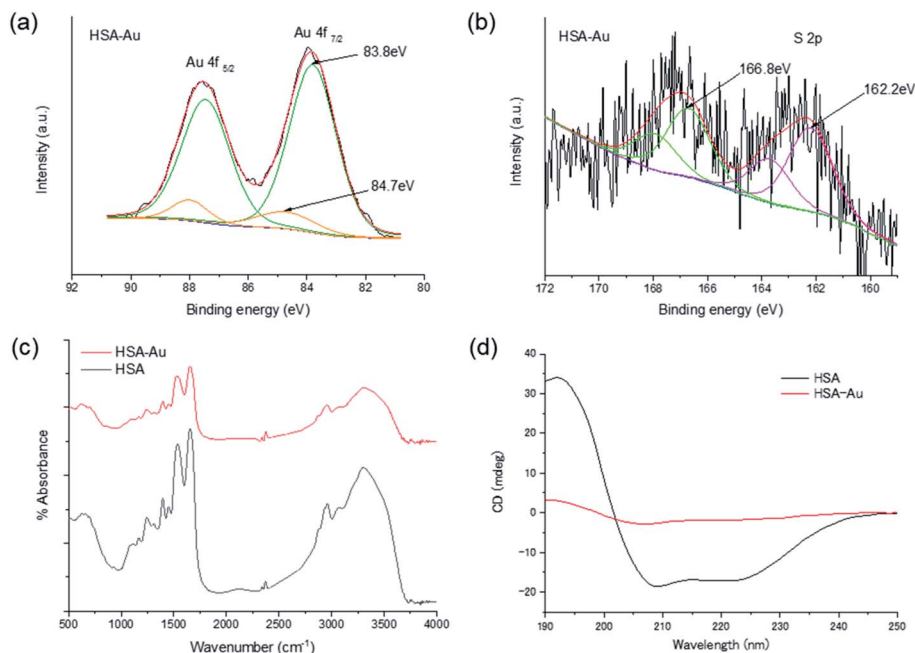 (a)
HSA-Au
Au 4f 5/2
Au 4f 7/2
83.8eV
84.7eV
Intensity (a.u.)
92 90 88 86 84 82 80
Binding energy (eV)
(b)
HSA-Au
S 2p
166.8eV
162.2eV
Intensity (a.u.)
172 170 168 166 164 162 160
Binding energy (eV)
(c)
HSA-Au
HSA
% Absorbance
500 1000 1500 2000 2500 3000 3500 4000
Wavenumber (cm-1)
(d)
HSA
HSA-Au
CD (mdeg)
40
30
20
10
0
-10
-20
190 200 210 220 230 240 250
Wavelength (nm)